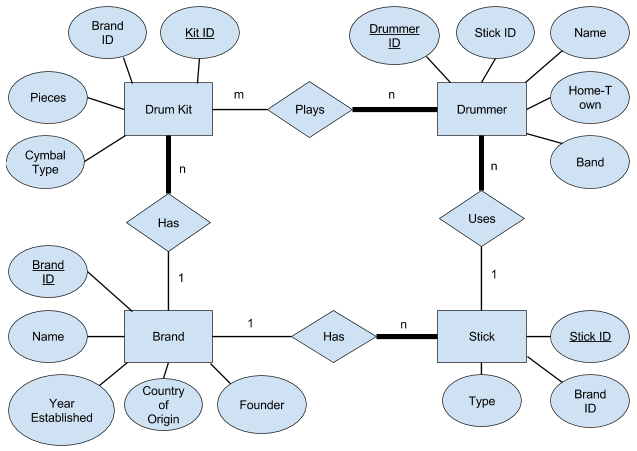 Brand
ID
Kit ID
Drummer
ID
Stick ID
Name
Pieces
Drum Kit
m
Plays
n
Drummer
Home-T
own
Cymbal
Type
Band
n
n
Has
Uses
Brand
ID
1
1
Name
Brand
1
Has
n
Stick
Stick ID
Year
Established
Country
of
Origin
Founder
Type
Brand
ID